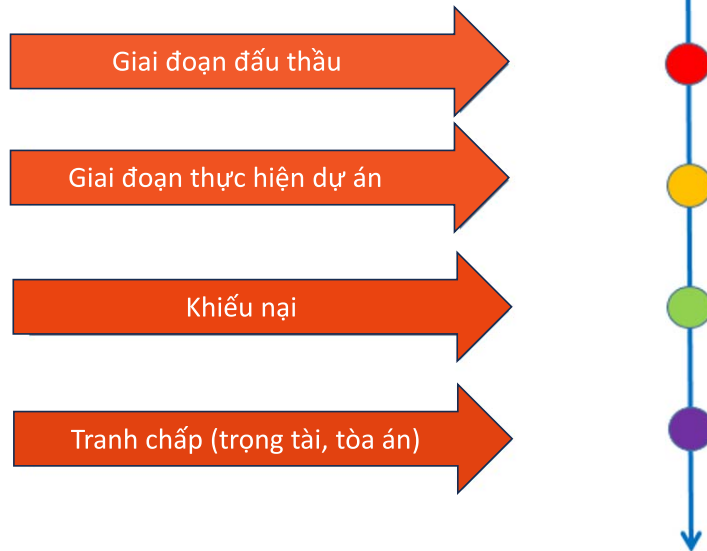 Giai đoạn đấu thầu
Giai đoạn thực hiện dự án
Khiếu nại
Tranh chấp (trọng tài, tòa án)